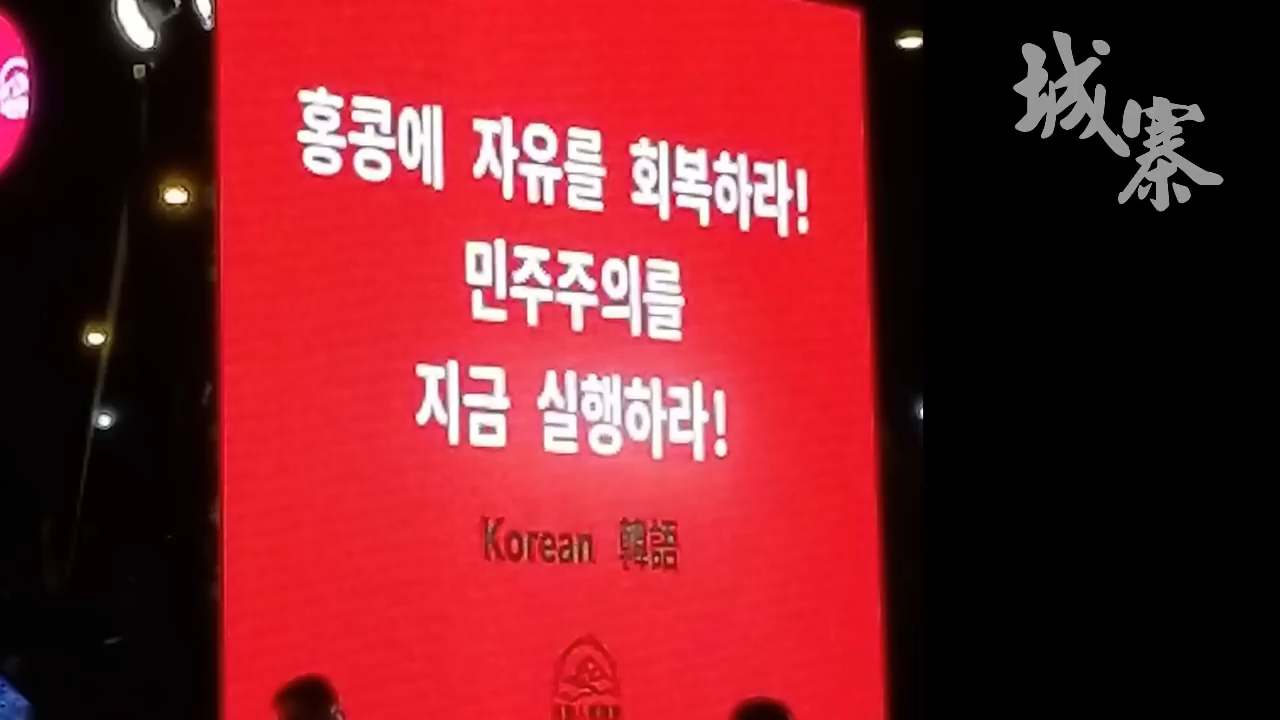 홍콩에 자유를 회복하라!
민주주의를
지금 실행하라!
Korean 韓語
城寨